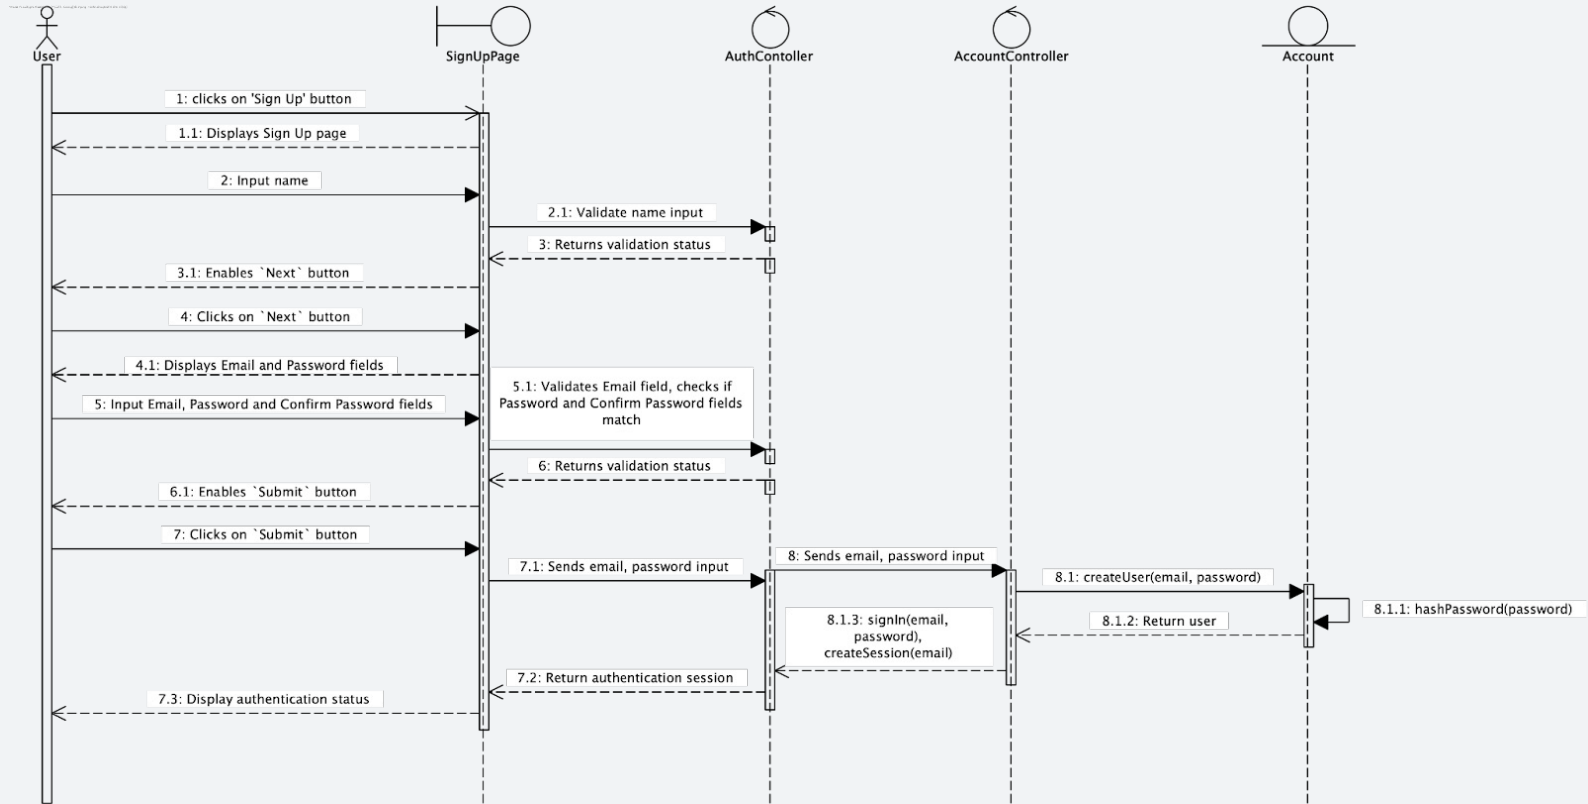 User
SignUpPage
AuthContoller
AccountController
Account
1: clicks on 'Sign Up' button
1.1: Displays Sign Up page
2: Input name
2.1: Validate name input
3: Returns validation status
3.1: Enables `Next` button
4: Clicks on `Next` button
4.1: Displays Email and Password fields
5: Input Email, Password and Confirm Password fields
5.1: Validates Email field, checks if
Password and Confirm Password fields
match
6: Returns validation status
6.1: Enables `Submit` button
7: Clicks on `Submit` button
7.1: Sends email, password input
8: Sends email, password input
8.1: createUser(email, password)
8.1.1: hashPassword(password)
8.1.2: Return user
8.1.3: signIn(email,
password),
createSession(email)
7.2: Return authentication session
7.3: Display authentication status